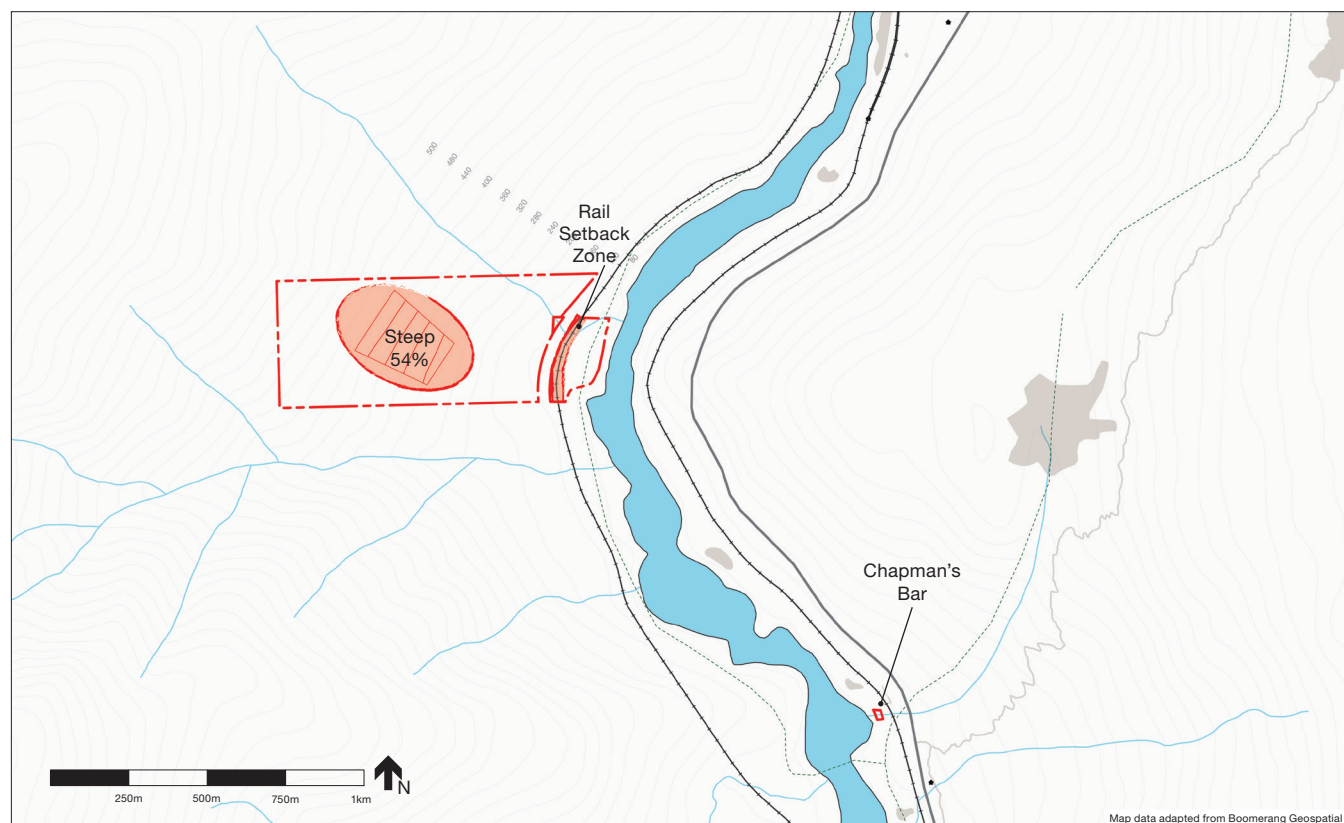 500
480
440
400
360
320
280
240
80
Rail
Setback
Zone
Steep
54%
Chapman's
Bar
250m
500m
750m
1km
N
Map data adapted from Boomerang Geospatial